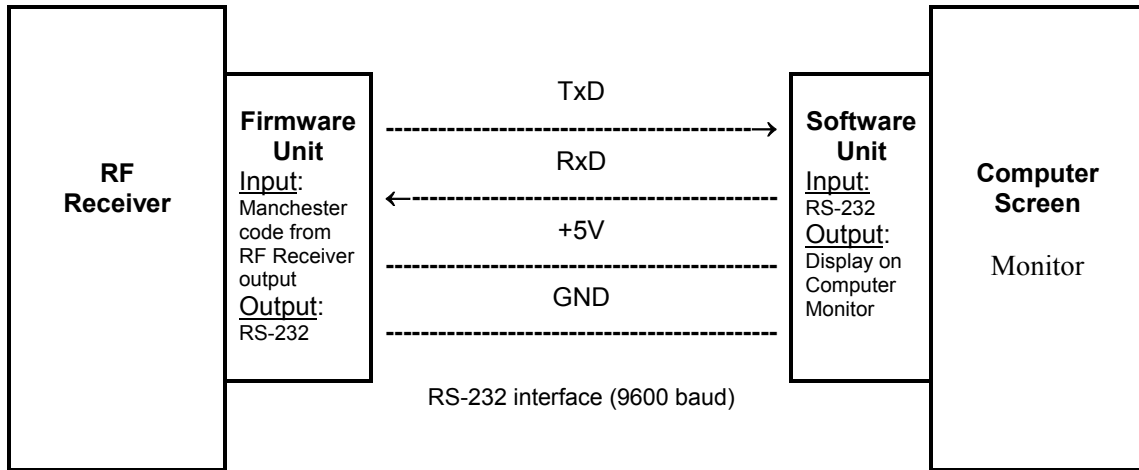 RF
Receiver
Firmware
Unit
Input:
Manchester
code from
RF Receiver
output
Output:
RS-232
TxD
RxD
+5V
GND
RS-232 interface (9600 baud)
Software
Unit
Input:
RS-232
Output:
Display on
Computer
Monitor
Computer
Screen
Monitor